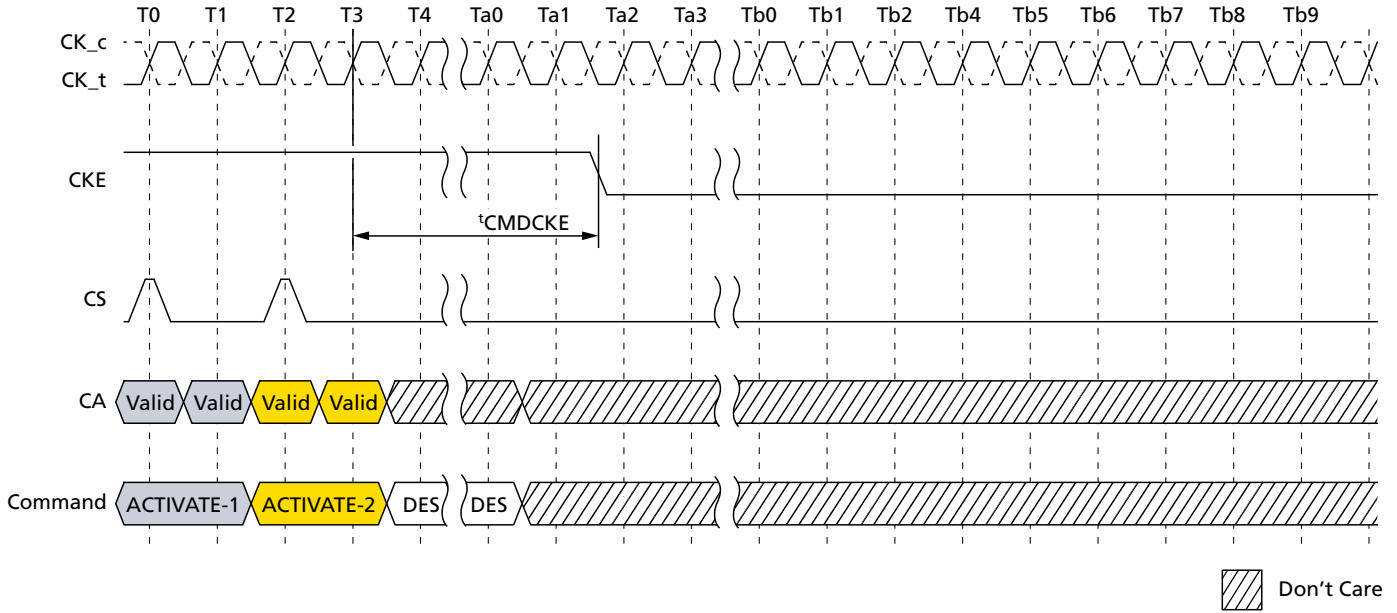 T0 T1 T2 T3 T4 Ta0 Ta1 Ta2 Ta3 Tb0 Tb1 Tb2 Tb4 Tb5 Tb6 Tb7 Tb8 Tb9
CK_c
CK_t
CKE
tCMDCKE
CS
CA Valid Valid Valid Valid
Command ACTIVATE-1 ACTIVATE-2 DES DES
Don't Care